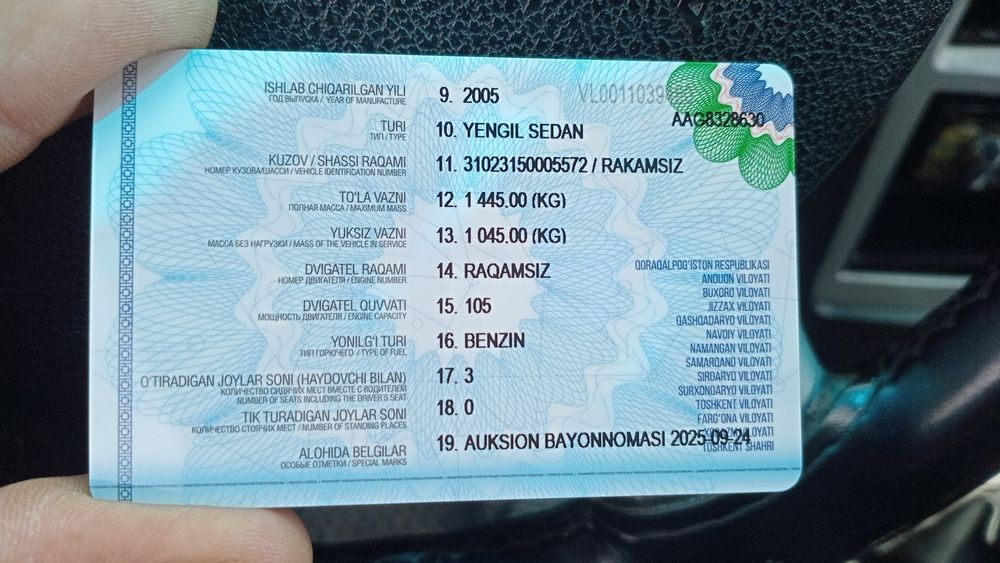 ISHLAB CHIQARILGAN YILI 9. 2005 VL0011039
ГОД ВЫПУСКА / YEAR OF MANUFACTURE
AAG8328630
TURI 10. YENGIL SEDAN
ТИП / TYPE
KUZOV / SHASSI RAQAMI 11. 31023150005572 / RAKAMSIZ
НОМЕР КУЗОВА/ШАССИ / VEHICLE IDENTIFICATION NUMBER
TO'LA VAZNI 12. 1 445.00 (KG)
ПОЛНАЯ МАССА / MAXIMUM MASS
YUKSIZ VAZNI 13. 1 045.00 (KG)
МАССА БЕЗ НАГРУЗКИ / MASS OF THE VEHICLE IN SERVICE
DVIGATEL RAQAMI 14. RAQAMSIZ
НОМЕР ДВИГАТЕЛЯ / ENGINE NUMBER
DVIGATEL QUVVATI 15. 105
МОЩНОСТЬ ДВИГАТЕЛЯ / ENGINE CAPACITY
YONILG'I TURI 16. BENZIN
ТИП ГОРЮЧЕГО / TYPE OF FUEL
O'TIRADIGAN JOYLAR SONI (HAYDOVCHI BILAN) 17. 3
КОЛИЧЕСТВО СИДЯЧИХ МЕСТ ВМЕСТЕ С ВОДИТЕЛЕМ
NUMBER OF SEATS INCLUDING THE DRIVER'S SEAT
TIK TURADIGAN JOYLAR SONI 18. 0
КОЛИЧЕСТВО СТОЯЧИХ МЕСТ / NUMBER OF STANDING PLACES
ALOHIDA BELGILAR 19. AUKSION BAYONNOMASI 2025-09-24
ОСОБЫЕ ОТМЕТКИ / SPECIAL MARKS
QORAQALPOG'ISTON RESPUBLIKASI
ANDIJON VILOYATI
BUXORO VILOYATI
JIZZAX VILOYATI
QASHQADARYO VILOYATI
NAVOIY VILOYATI
NAMANGAN VILOYATI
SAMARQAND VILOYATI
SIRDARYO VILOYATI
SURXONDARYO VILOYATI
TOSHKENT VILOYATI
FARG'ONA VILOYATI
XORAZM VILOYATI
TOSHKENT SHAHRI